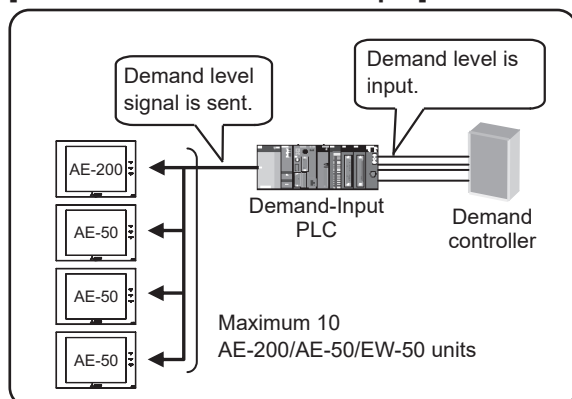 Demand level
signal is sent.
Demand level is
input.
AE-200
AE-50
AE-50
AE-50
Demand-Input
PLC
Demand
controller
Maximum 10
AE-200/AE-50/EW-50 units